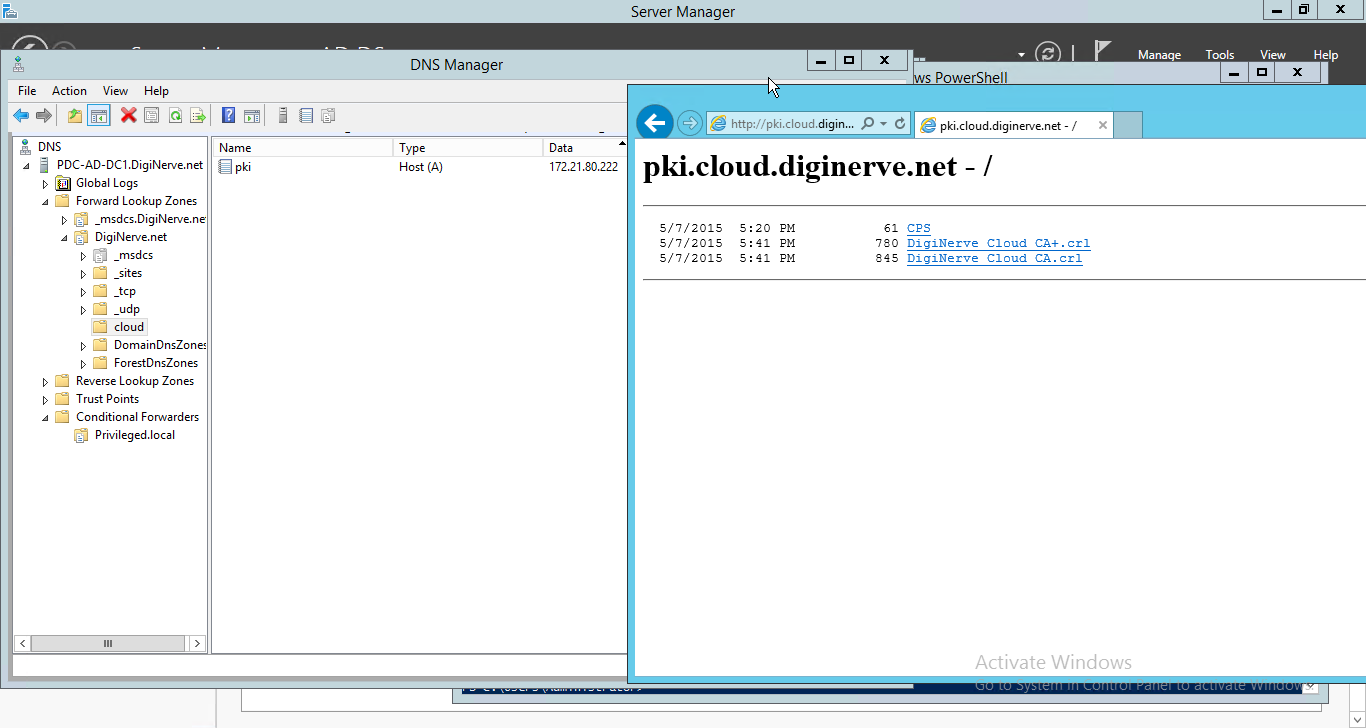 Server Manager
Manage Tools View Help
DNS Manager
ws PowerShell
File Action View Help
http://pki.cloud.digin...
pki.cloud.diginerve.net - /
DNS
PDC-AD-DC1.DigiNerve.net
Global Logs
Forward Lookup Zones
_msdcs.DigiNerve.ne
DigiNerve.net
_msdcs
_sites
_tcp
_udp
cloud
DomainDnsZones
ForestDnsZones
Reverse Lookup Zones
Trust Points
Conditional Forwarders
Privileged.local
Name Type Data
pki Host (A) 172.21.80.222
pki.cloud.diginerve.net - /
5/7/2015 5:20 PM 61 CPS
5/7/2015 5:41 PM 780 DigiNerve Cloud CA+.crl
5/7/2015 5:41 PM 845 DigiNerve Cloud CA.crl
Activate Windows
Go to System in Control Panel to activate Windows.